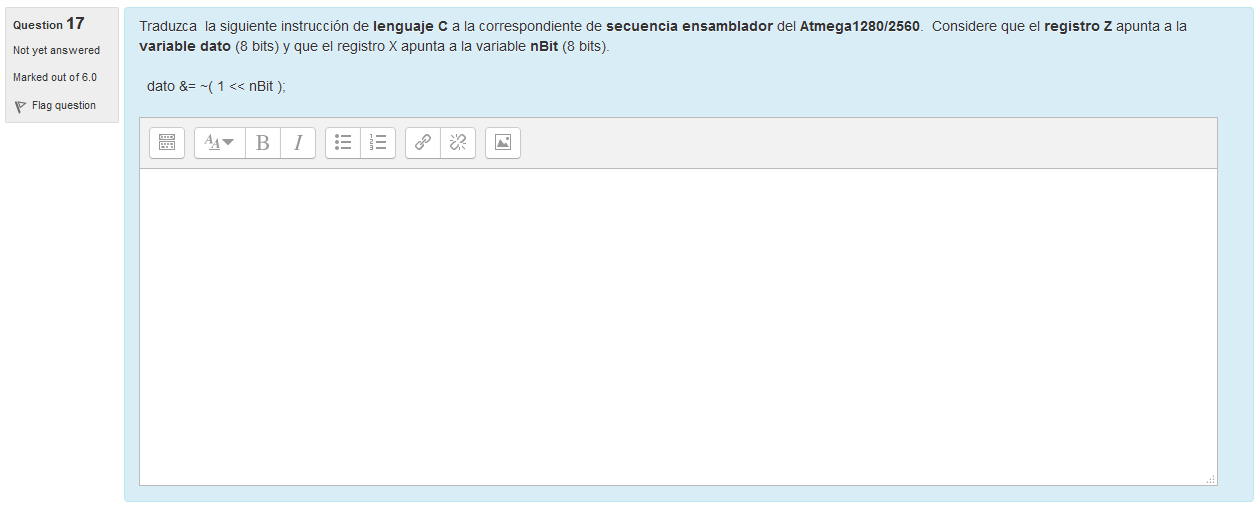 Question 17
Not yet answered
Marked out of 6.0
Flag question
Traduzca la siguiente instrucción de lenguaje C a la correspondiente de secuencia ensamblador del Atmega1280/2560. Considere que el registro Z apunta a la
variable dato (8 bits) y que el registro X apunta a la variable nBit (8 bits).
dato &= ~( 1 << nBit );
B I